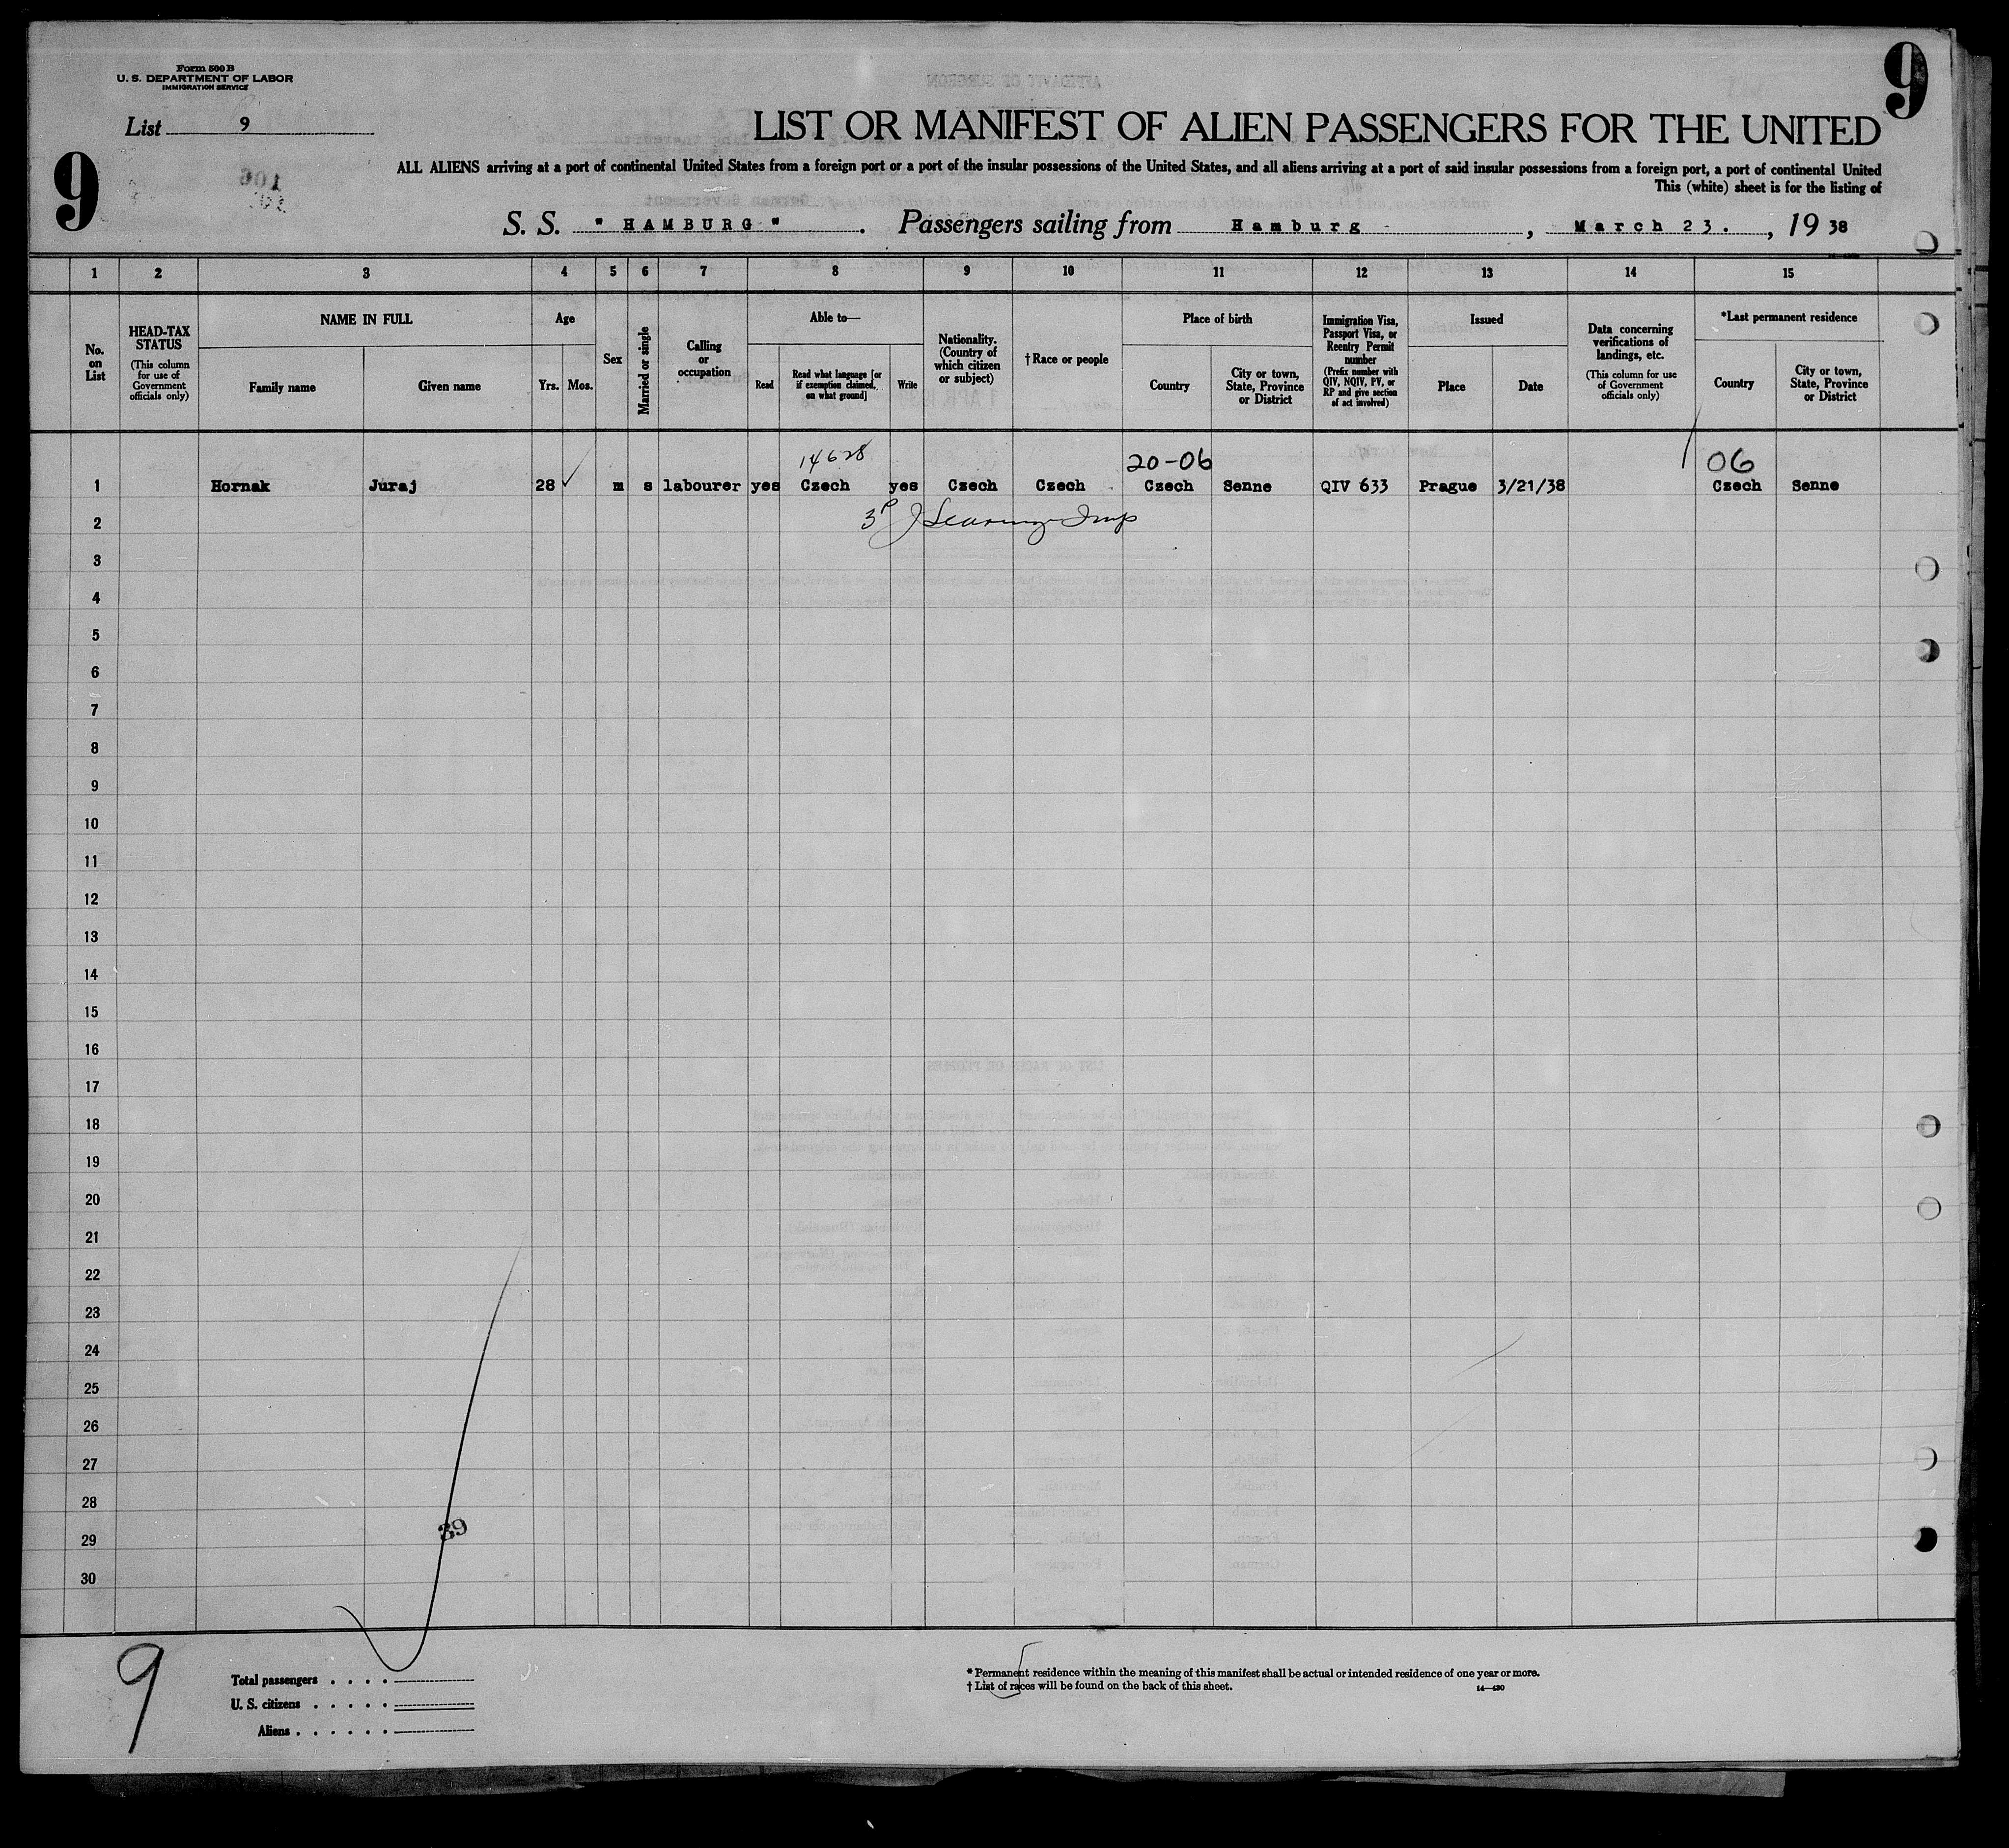 Form 500 B
U. S. DEPARTMENT OF LABOR
IMMIGRATION SERVICE
9
List 9
LIST OR MANIFEST OF ALIEN PASSENGERS FOR THE UNITED
9
ALL ALIENS arriving at a port of continental United States from a foreign port or a port of the insular possessions of the United States, and all aliens arriving at a port of said insular possessions from a foreign port, a port of continental United
This (white) sheet is for the listing of
S. S. " HAMBURG ". Passengers sailing from Hamburg, March 23., 19 38
1 2 3 4 5 6 7 8 9 10 11 12 13 14 15
No. on List
HEAD-TAX STATUS (This column for use of Government officials only)
NAME IN FULL
Family name Given name
Age
Yrs. Mos.
Sex
Married or single
Calling or occupation
Able to—
Read
Read what language [or if exemption claimed, on what ground]
Write
Nationality. (Country of which citizen or subject)
† Race or people
Place of birth
Country
City or town, State, Province or District
Immigration Visa, Passport Visa, or Reentry Permit number (Prefix number with QIV, NQIV, PV, or RP and give section of act involved)
Issued
Place Date
Data concerning verifications of landings, etc. (This column for use of Government officials only)
*Last permanent residence
Country
City or town, State, Province or District
14628 20-06 06
1 Hornak Juraj 28 m s labourer yes Czech yes Czech Czech Czech Senne QIV 633 Prague 3/21/38 Czech Senne
2
3
4
5
6
7
8
9
10
11
12
13
14
15
16
17
18
19
20
21
22
23
24
25
26
27
28
39
29
30
9
Total passengers . . . .
U. S. citizens . . . . .
Aliens . . . . . .
* Permanent residence within the meaning of this manifest shall be actual or intended residence of one year or more.
† List of races will be found on the back of this sheet.
14—430